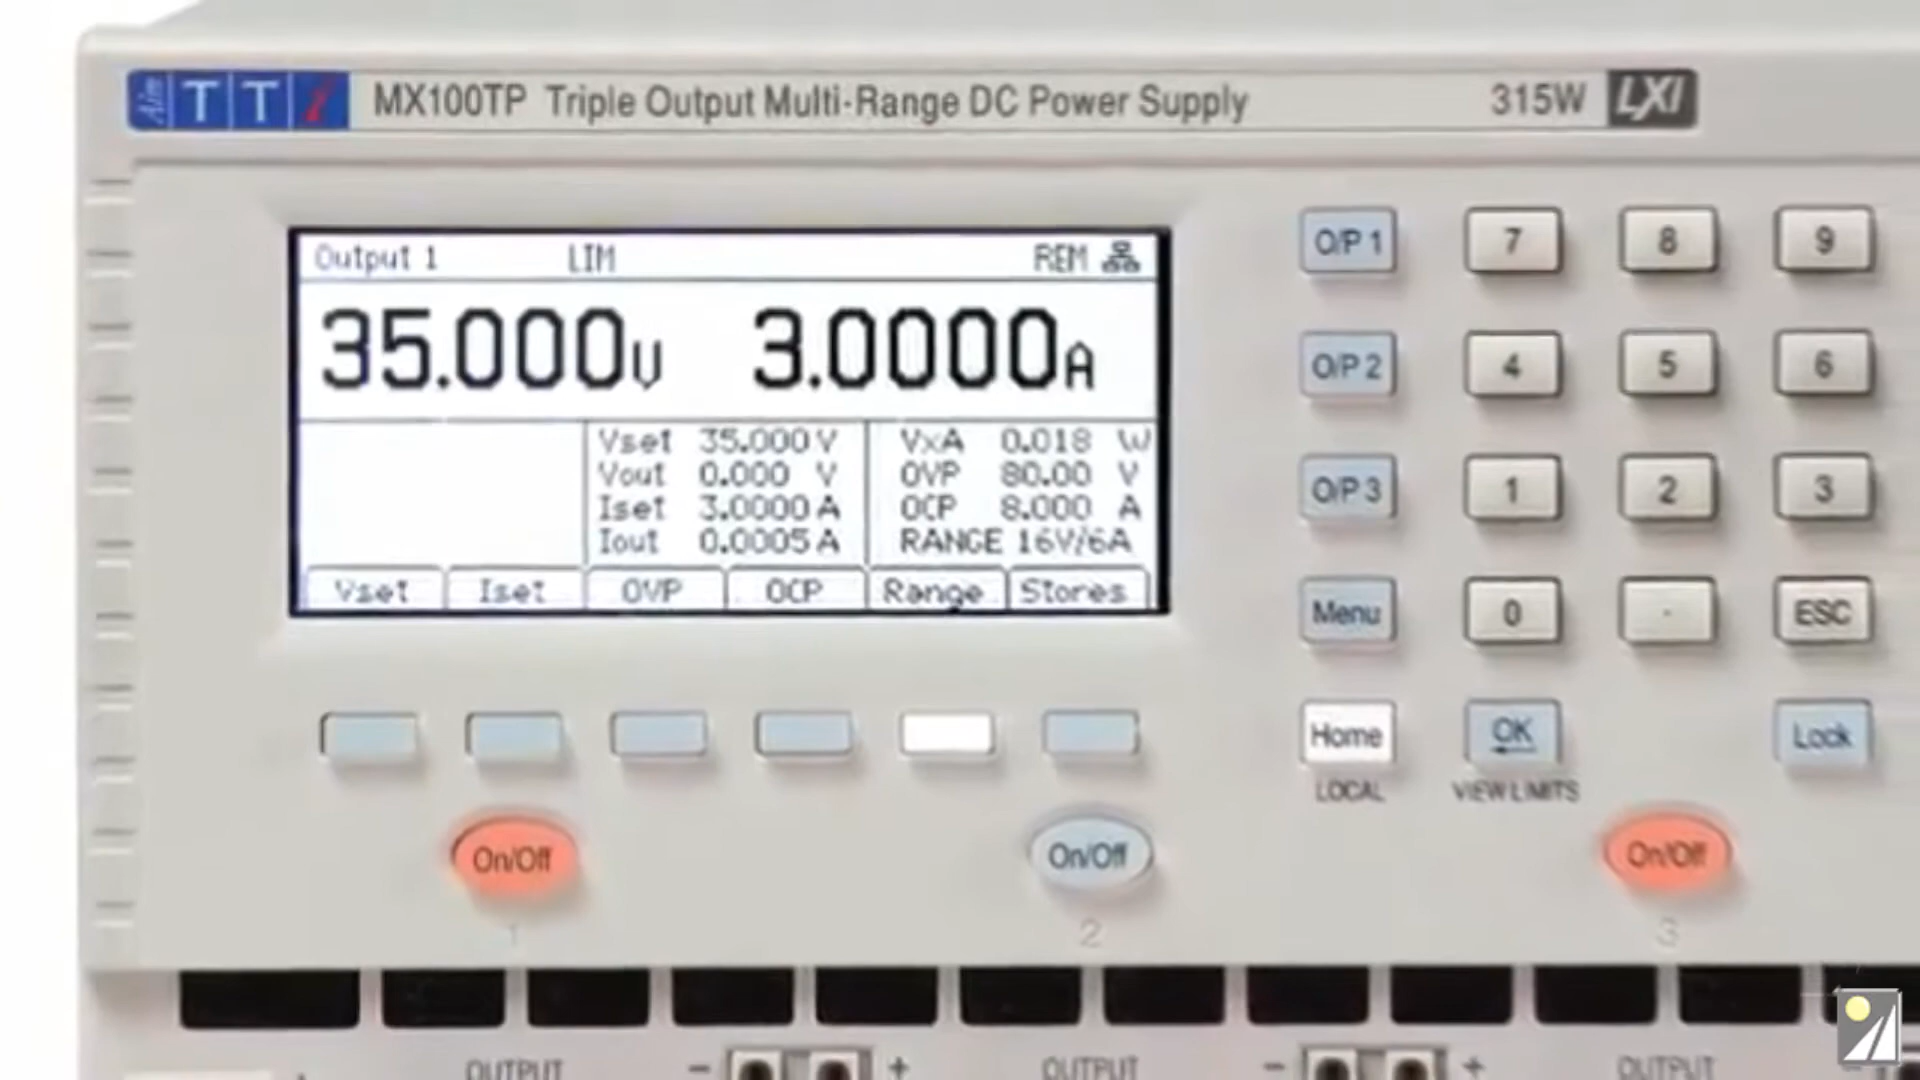 Aim TTi MX100TP Triple Output Multi-Range DC Power Supply 315W LXI
Output 1 LIM REM
35.000V 3.0000A
Vset 35.000 V VxA 0.018 W
Vout 0.000 V OVP 80.00 V
Iset 3.0000 A OCP 8.000 A
Iout 0.0005 A RANGE 16V/6A
Vset Iset OVP OCP Range Stores
O/P 1 7 8 9
O/P 2 4 5 6
O/P 3 1 2 3
Menu 0 . ESC
Home OK Lock
LOCAL VIEW LIMITS
On/Off On/Off On/Off
1 2 3
OUTPUT - + OUTPUT - + OUTPUT